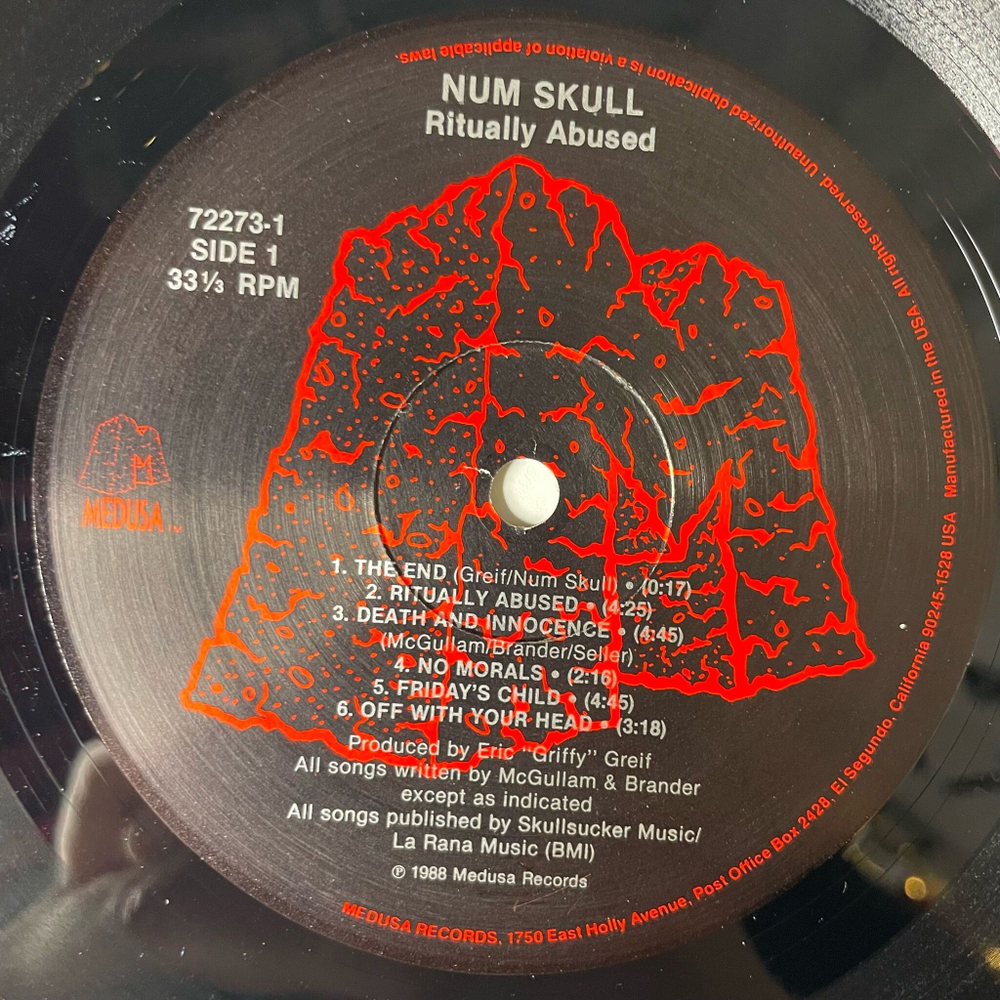 NUM SKULL
Ritually Abused
72273-1
SIDE 1
33⅓ RPM
M
MEDUSA
1. THE END (Greif/Num Skull) • (0:17)
2. RITUALLY ABUSED • (4:25)
3. DEATH AND INNOCENCE • (4:45)
(McGullam/Brander/Seller)
4. NO MORALS • (2:16)
5. FRIDAY'S CHILD • (4:45)
6. OFF WITH YOUR HEAD • (3:18)
Produced by Eric "Griffy" Greif
All songs written by McGullam & Brander
except as indicated
All songs published by Skullsucker Music/
La Rana Music (BMI)
℗ 1988 Medusa Records
MEDUSA RECORDS, 1750 East Holly Avenue, Post Office Box 2428, El Segundo, California 90245-1528 USA Manufactured in the USA. All rights reserved. Unauthorized duplication is a violation of applicable laws.